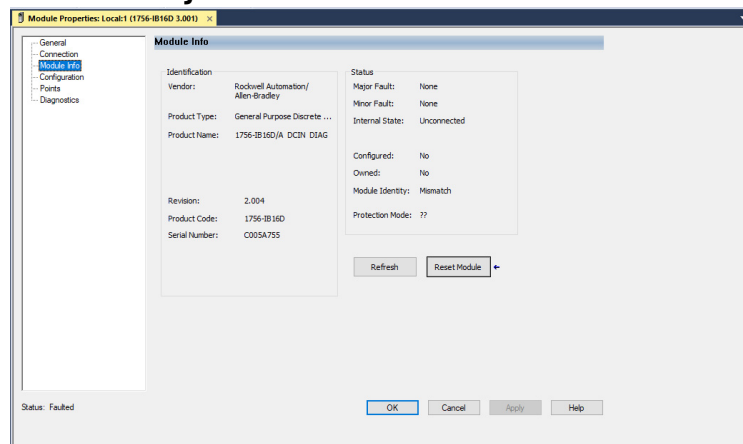 Module Properties: Local:1 (1756-IB16D 3.001) ×
General
Connection
Module Info
Configuration
Points
Diagnostics
Module Info
Identification
Vendor: Rockwell Automation/
Allen-Bradley
Product Type: General Purpose Discrete ...
Product Name: 1756-IB16D/A DCIN DIAG
Revision: 2.004
Product Code: 1756-IB16D
Serial Number: C005A755
Status
Major Fault: None
Minor Fault: None
Internal State: Unconnected
Configured: No
Owned: No
Module Identity: Mismatch
Protection Mode: ??
Refresh
Reset Module
Status: Faulted
OK
Cancel
Apply
Help